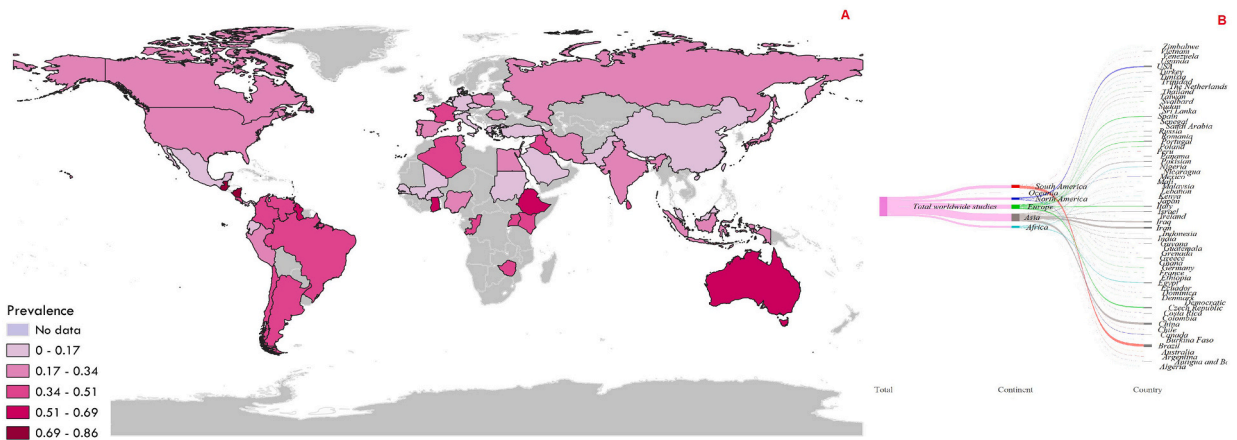 A
B
Prevalence
No data
0 - 0.17
0.17 - 0.34
0.34 - 0.51
0.51 - 0.69
0.69 - 0.86
Total worldwide studies
South America
Oceania
North America
Europe
Asia
Africa
Zimbabwe
Vietnam
Venezuela
Uganda
USA
Turkey
Tunisia
Trinidad
The Netherlands
Thailand
Taiwan
Svalbard
Sudan
Sri Lanka
Spain
Senegal
Saudi Arabia
Russia
Romania
Portugal
Poland
Peru
Panama
Pakistan
Nigeria
Nicaragua
Mexico
Mali
Malaysia
Lebanon
Kenya
Japan
Italy
Israel
Ireland
Iraq
Iran
Indonesia
India
Guyana
Guatemala
Grenada
Greece
Ghana
Germany
France
Ethiopia
Egypt
Ecuador
Dominica
Denmark
Democratic
Czech Republic
Costa Rica
Colombia
China
Chile
Canada
Burkina Faso
Brazil
Australia
Argentina
Antigua and B
Algeria
Total
Continent
Country